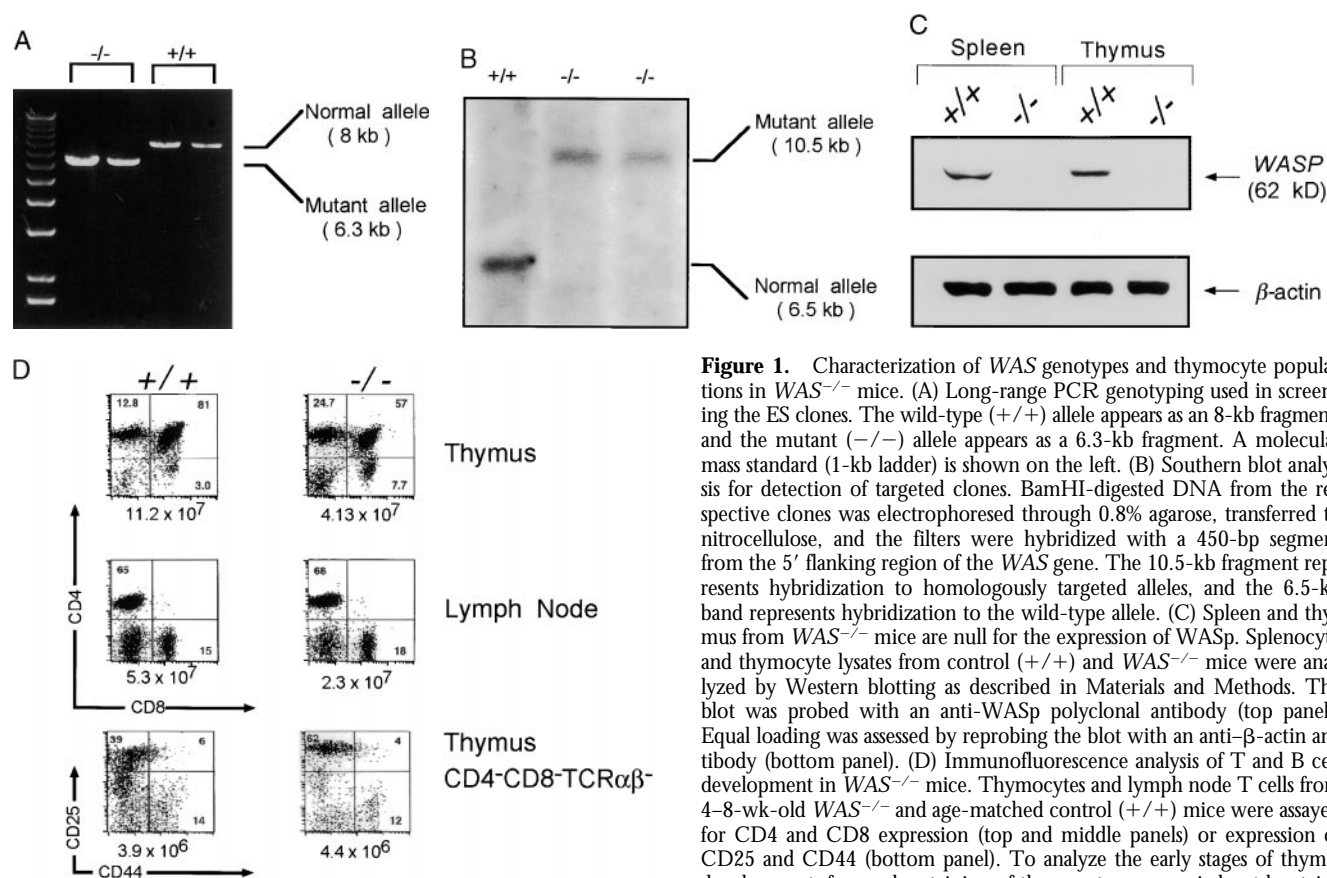 A
-/-
+/+
Normal allele
( 8 kb )
Mutant allele
( 6.3 kb )
B
+/+
-/-
-/-
Mutant allele
( 10.5 kb )
Normal allele
( 6.5 kb )
C
Spleen
Thymus
+/+
-/-
+/+
-/-
WASP
(62 kD)
β-actin
D
+/+
-/-
12.8
81
3.0
11.2 x 10⁷
24.7
57
7.7
4.13 x 10⁷
Thymus
65
15
5.3 x 10⁷
68
18
2.3 x 10⁷
Lymph Node
CD4
CD8
39
6
14
3.9 x 10⁶
62
4
12
4.4 x 10⁶
Thymus
CD4⁻CD8⁻TCRαβ⁻
CD25
CD44
Figure 1. Characterization of WAS genotypes and thymocyte popula-
tions in WAS⁻/⁻ mice. (A) Long-range PCR genotyping used in screen-
ing the ES clones. The wild-type (+/+) allele appears as an 8-kb fragmen
and the mutant (−/−) allele appears as a 6.3-kb fragment. A molecula
mass standard (1-kb ladder) is shown on the left. (B) Southern blot analy
sis for detection of targeted clones. BamHI-digested DNA from the re
spective clones was electrophoresed through 0.8% agarose, transferred t
nitrocellulose, and the filters were hybridized with a 450-bp segmen
from the 5′ flanking region of the WAS gene. The 10.5-kb fragment rep
resents hybridization to homologously targeted alleles, and the 6.5-k
band represents hybridization to the wild-type allele. (C) Spleen and thy
mus from WAS⁻/⁻ mice are null for the expression of WASp. Splenocyt
and thymocyte lysates from control (+/+) and WAS⁻/⁻ mice were ana
lyzed by Western blotting as described in Materials and Methods. Th
blot was probed with an anti-WASp polyclonal antibody (top panel
Equal loading was assessed by reprobing the blot with an anti–β-actin an
tibody (bottom panel). (D) Immunofluorescence analysis of T and B ce
development in WAS⁻/⁻ mice. Thymocytes and lymph node T cells from
4–8-wk-old WAS⁻/⁻ and age-matched control (+/+) mice were assaye
for CD4 and CD8 expression (top and middle panels) or expression o
CD25 and CD44 (bottom panel). To analyze the early stages of thym